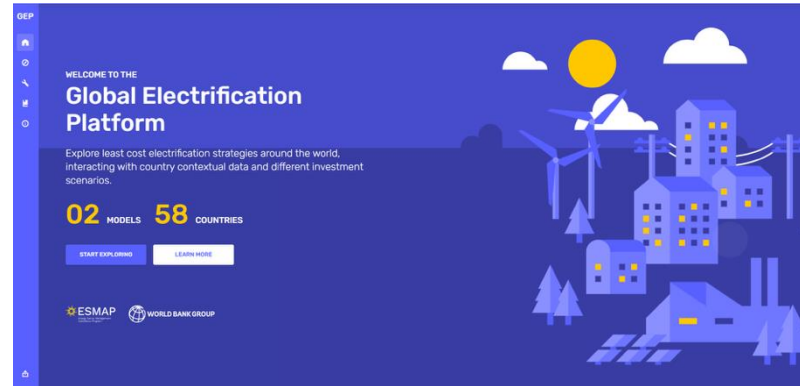 GEP
WELCOME TO THE
Global Electrification
Platform
Explore least cost electrification strategies around the world,
interacting with country contextual data and different investment
scenarios.
02 MODELS 58 COUNTRIES
START EXPLORING LEARN MORE
ESMAP WORLD BANK GROUP